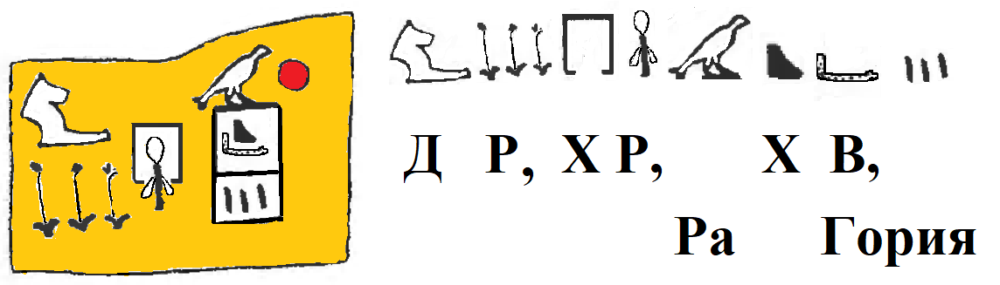 Д Р, Х Р, Х В,
Ра Гория